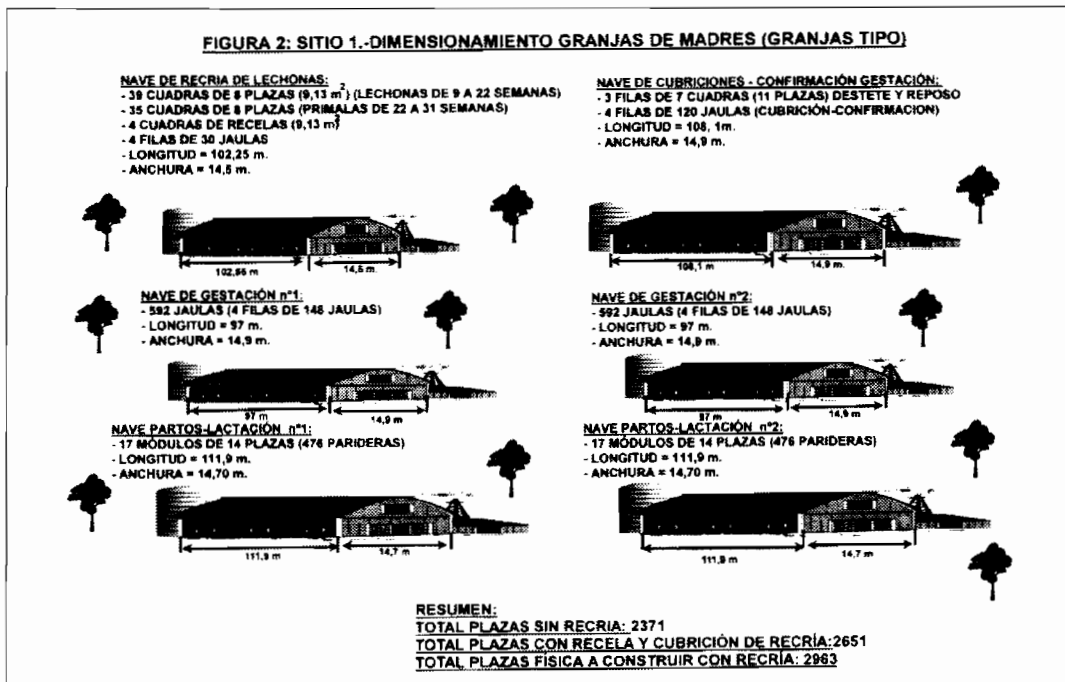 FIGURA 2: SITIO 1.-DIMENSIONAMIENTO GRANJAS DE MADRES (GRANJAS TIPO)
NAVE DE RECRIA DE LECHONAS:
- 39 CUADRAS DE 8 PLAZAS (9,13 m²) (LECHONAS DE 9 A 22 SEMANAS)
- 35 CUADRAS DE 8 PLAZAS (PRIMALAS DE 22 A 31 SEMANAS)
- 4 CUADRAS DE RECELAS (9,13 m²)
- 4 FILAS DE 30 JAULAS
- LONGITUD = 102,25 m.
- ANCHURA = 14,5 m.
102,55 m
14,5 m.
NAVE DE CUBRICIONES - CONFIRMACIÓN GESTACIÓN:
- 3 FILAS DE 7 CUADRAS (11 PLAZAS) DESTETE Y REPOSO
- 4 FILAS DE 120 JAULAS (CUBRICIÓN-CONFIRMACION)
- LONGITUD = 108, 1m.
- ANCHURA = 14,9 m.
108,1 m
14,9 m.
NAVE DE GESTACIÓN nº1:
- 592 JAULAS (4 FILAS DE 148 JAULAS)
- LONGITUD = 97 m.
- ANCHURA = 14,9 m.
97 m
14,9 m
NAVE DE GESTACIÓN nº2:
- 592 JAULAS (4 FILAS DE 148 JAULAS)
- LONGITUD = 97 m.
- ANCHURA = 14,9 m.
97 m
14,9 m
NAVE PARTOS-LACTACIÓN nº1:
- 17 MÓDULOS DE 14 PLAZAS (476 PARIDERAS)
- LONGITUD = 111,9 m.
- ANCHURA = 14,70 m.
111,9 m
14,7 m
NAVE PARTOS-LACTACIÓN nº2:
- 17 MÓDULOS DE 14 PLAZAS (476 PARIDERAS)
- LONGITUD = 111,9 m.
- ANCHURA = 14,70 m.
111,9 m
14,7 m
RESUMEN:
TOTAL PLAZAS SIN RECRIA: 2371
TOTAL PLAZAS CON RECELA Y CUBRICIÓN DE RECRÍA:2651
TOTAL PLAZAS FÍSICA A CONSTRUIR CON RECRÍA: 2963